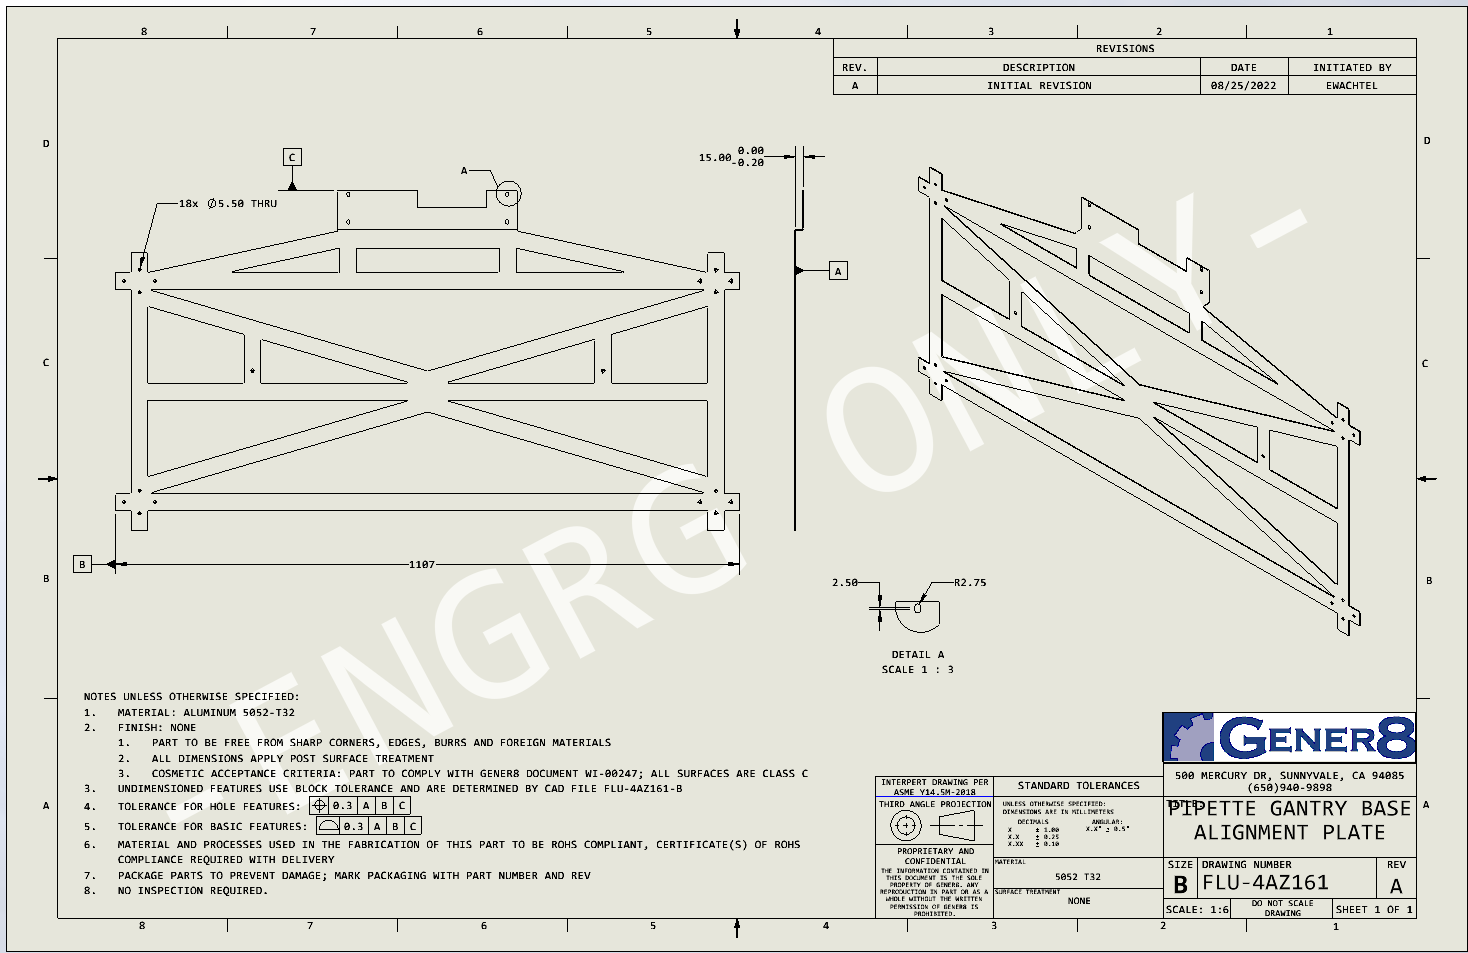 8 7 6 5 4 3 2 1
REVISIONS
REV. DESCRIPTION DATE INITIATED BY
A INITIAL REVISION 08/25/2022 EWACHTEL
D D
C C
B B
A A
C
A
18x Ø5.50 THRU
15.00 0.00
-0.20
A
B
1107
2.50
R2.75
DETAIL A
SCALE 1 : 3
-ENGRG ONLY-
NOTES UNLESS OTHERWISE SPECIFIED:
1. MATERIAL: ALUMINUM 5052-T32
2. FINISH: NONE
1. PART TO BE FREE FROM SHARP CORNERS, EDGES, BURRS AND FOREIGN MATERIALS
2. ALL DIMENSIONS APPLY POST SURFACE TREATMENT
3. COSMETIC ACCEPTANCE CRITERIA: PART TO COMPLY WITH GENER8 DOCUMENT WI-00247; ALL SURFACES ARE CLASS C
3. UNDIMENSIONED FEATURES USE BLOCK TOLERANCE AND ARE DETERMINED BY CAD FILE FLU-4AZ161-B
4. TOLERANCE FOR HOLE FEATURES: ⌖ 0.3 A B C
5. TOLERANCE FOR BASIC FEATURES: ⌓ 0.3 A B C
6. MATERIAL AND PROCESSES USED IN THE FABRICATION OF THIS PART TO BE ROHS COMPLIANT, CERTIFICATE(S) OF ROHS
COMPLIANCE REQUIRED WITH DELIVERY
7. PACKAGE PARTS TO PREVENT DAMAGE; MARK PACKAGING WITH PART NUMBER AND REV
8. NO INSPECTION REQUIRED.
INTERPERT DRAWING PER
ASME Y14.5M-2018
THIRD ANGLE PROJECTION
PROPRIETARY AND
CONFIDENTIAL
THE INFORMATION CONTAINED IN
THIS DOCUMENT IS THE SOLE
PROPERTY OF GENER8. ANY
REPRODUCTION IN PART OR AS A
WHOLE WITHOUT THE WRITTEN
PERMISSION OF GENER8 IS
PROHIBITED.
STANDARD TOLERANCES
UNLESS OTHERWISE SPECIFIED:
DIMENSIONS ARE IN MILLIMETERS
DECIMALS ANGULAR:
X ± 1.00 X.X° ± 0.5°
X.X ± 0.25
X.XX ± 0.10
MATERIAL
5052 T32
SURFACE TREATMENT
NONE
GENER8
500 MERCURY DR, SUNNYVALE, CA 94085
(650)940-9898
TITLE:
PIPETTE GANTRY BASE
ALIGNMENT PLATE
SIZE DRAWING NUMBER REV
B FLU-4AZ161 A
SCALE: 1:6 DO NOT SCALE
DRAWING SHEET 1 OF 1
8 7 6 5 4 3 2 1